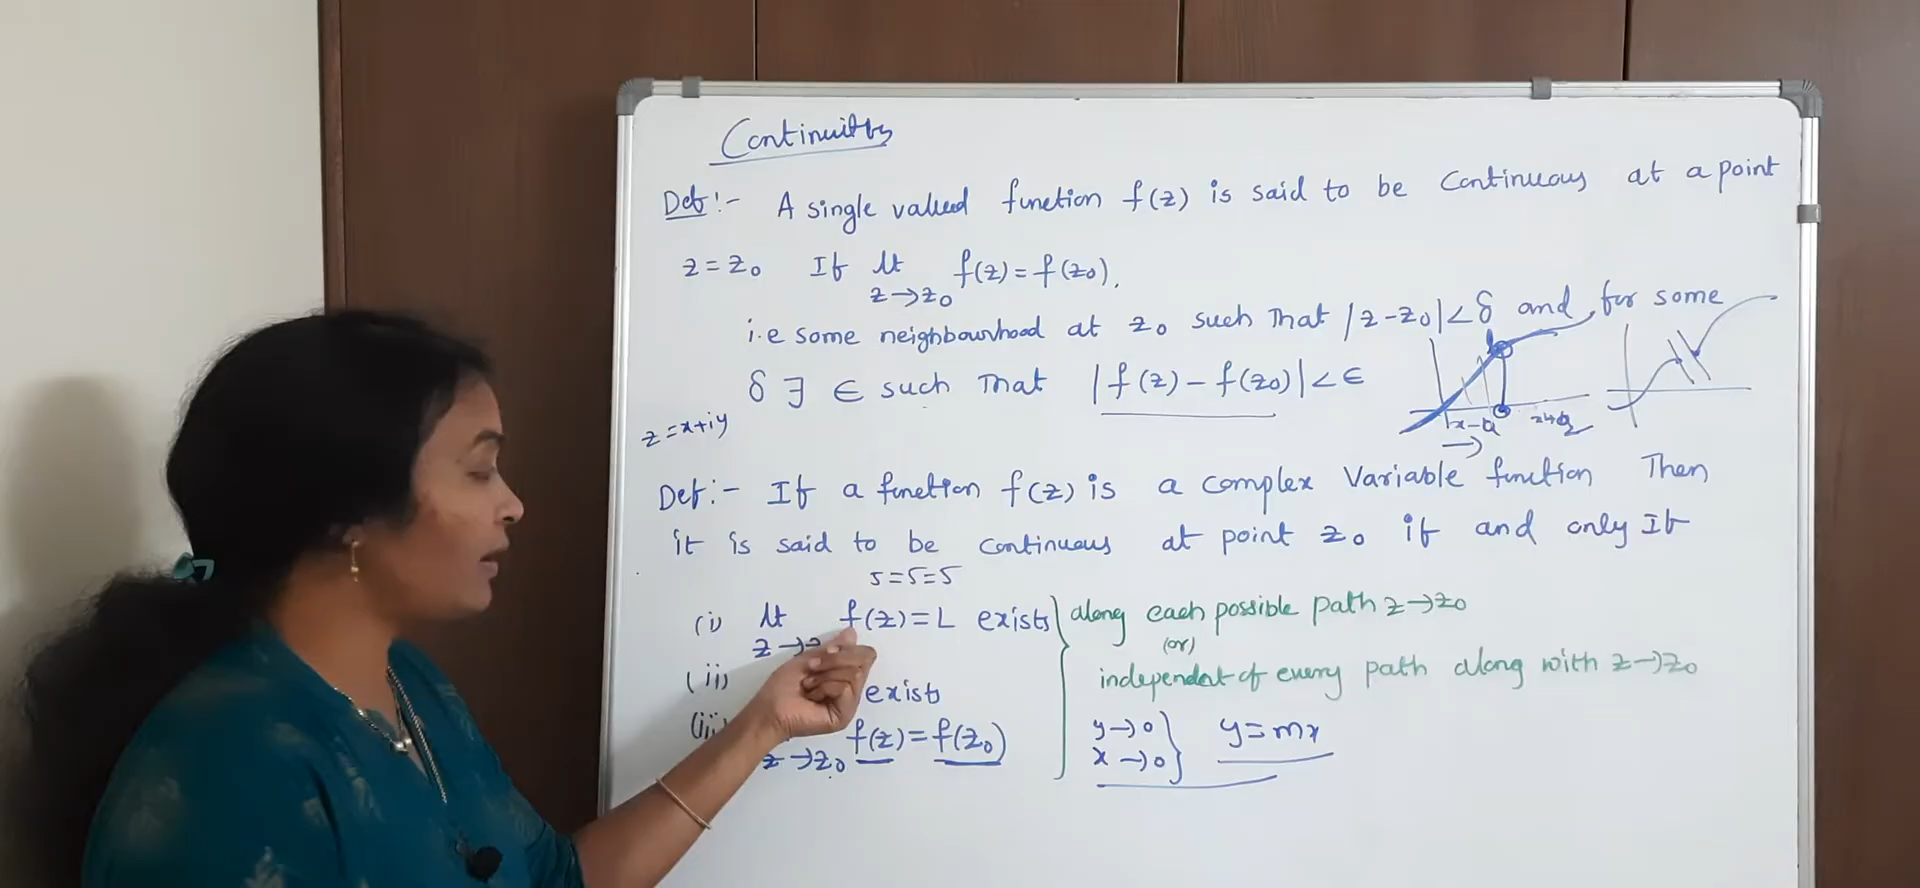 Continuity
Def:- A single valued function f(z) is said to be continuous at a point
z=z₀ If lt f(z)=f(z₀).
z→z₀
i.e some neighbourhood at z₀ such that |z-z₀|<δ and for some
δ ∃ ∈ such that |f(z)-f(z₀)|<∈
x-a
z=x+iy
Def:- If a function f(z) is a complex variable function Then
it is said to be continuous at point z₀ if and only If
5=5=5
(i) lt f(z)=L exists along each possible path z→z₀
z→
(or)
(ii) exist independent of every path along with z→z₀
(iii) f(z)=f(z₀)
z→z₀
y→0
x→0
y=mx